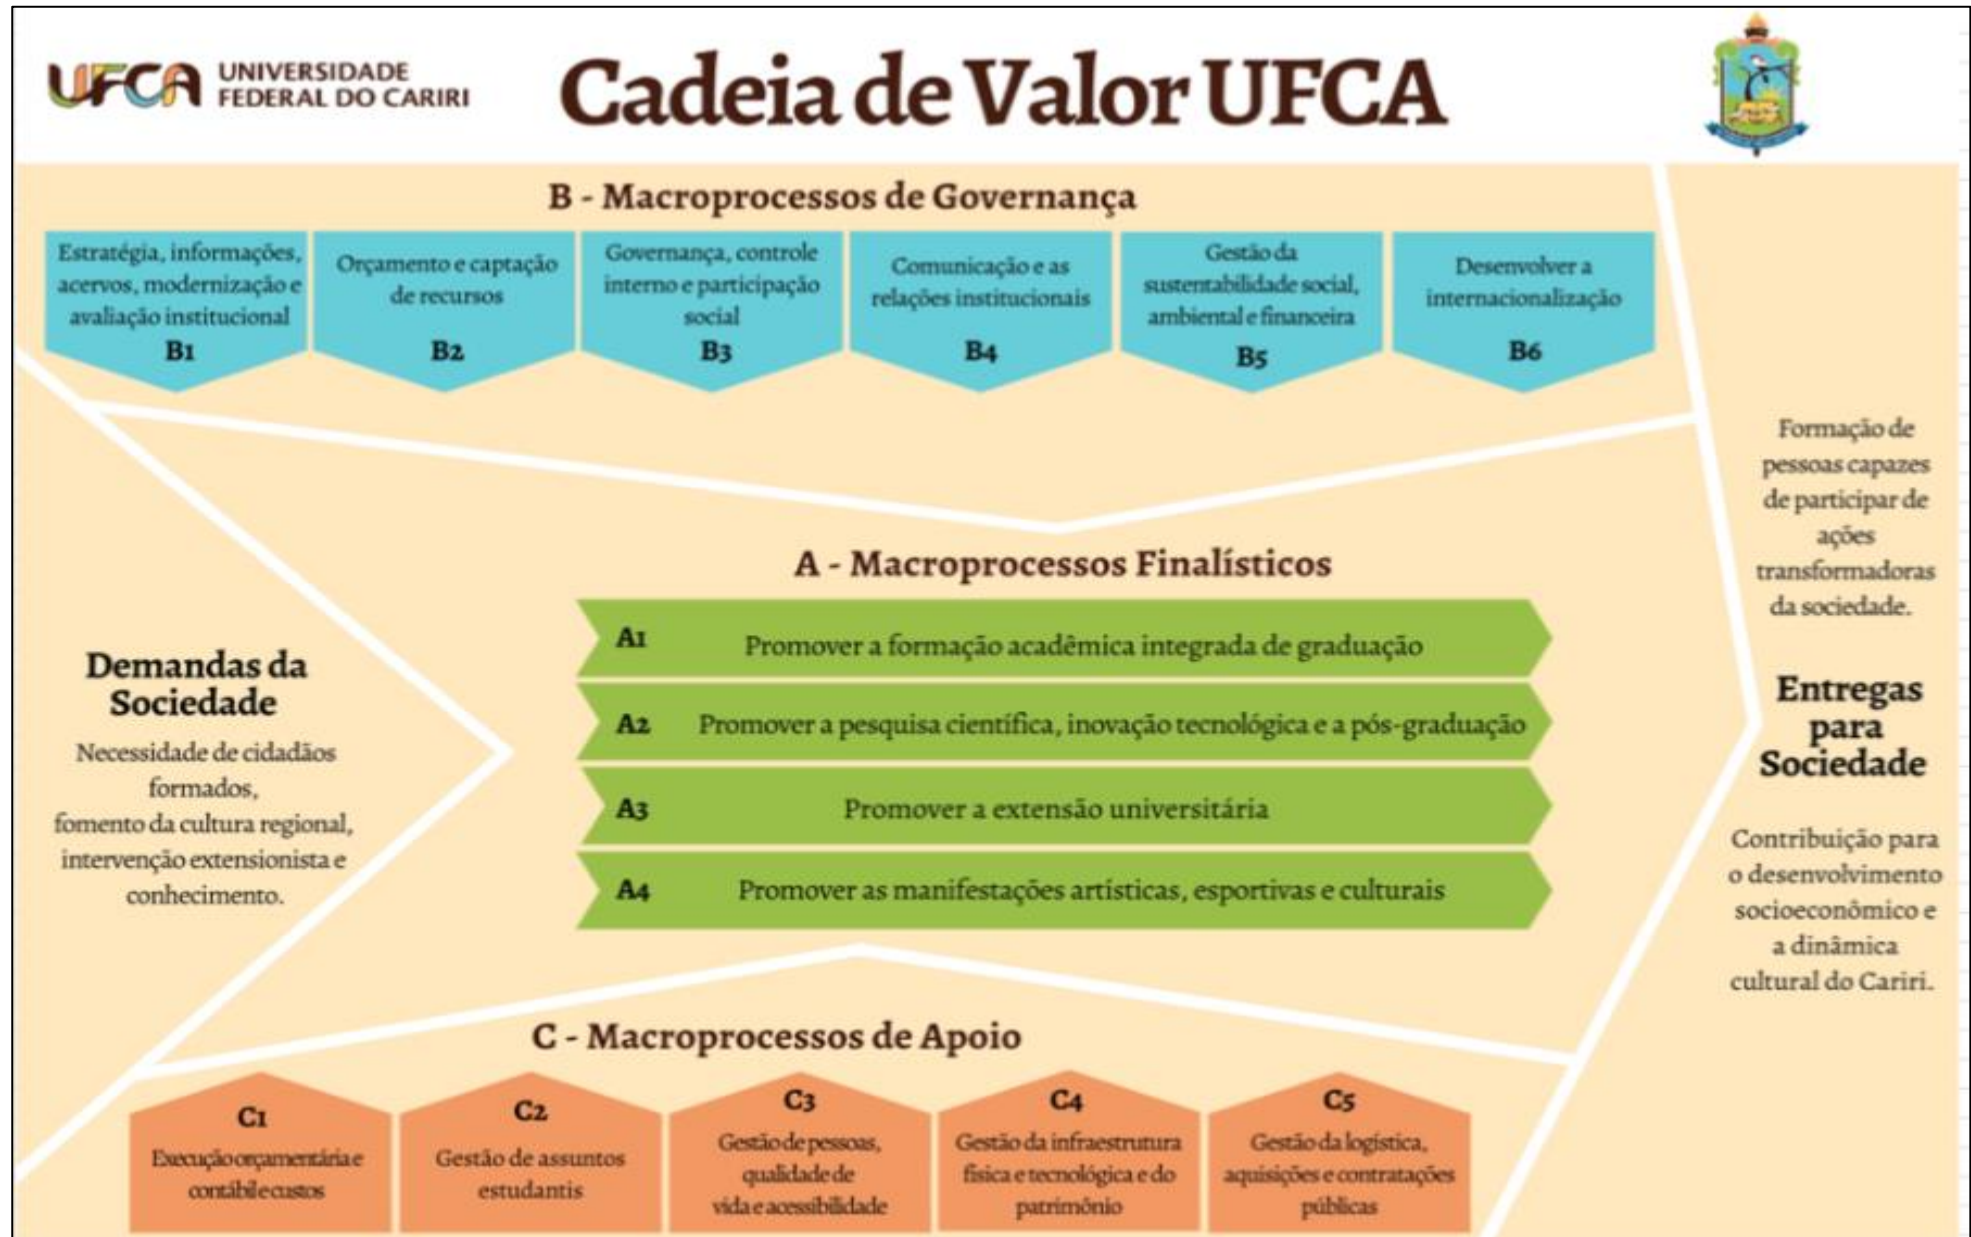 UFCA
UNIVERSIDADE
FEDERAL DO CARIRI
Cadeia de Valor UFCA
B - Macroprocessos de Governança
Estratégia, informações,
acervos, modernização e
avaliação institucional
B1
Orçamento e captação
de recursos
B2
Governança, controle
interno e participação
social
B3
Comunicação e as
relações institucionais
B4
Gestão da
sustentabilidade social,
ambiental e financeira
B5
Desenvolver a
internacionalização
B6
Demandas da
Sociedade
Necessidade de cidadãos
formados,
fomento da cultura regional,
intervenção extensionista e
conhecimento.
A - Macroprocessos Finalísticos
A1 Promover a formação acadêmica integrada de graduação
A2 Promover a pesquisa científica, inovação tecnológica e a pós-graduação
A3 Promover a extensão universitária
A4 Promover as manifestações artísticas, esportivas e culturais
Formação de
pessoas capazes
de participar de
ações
transformadoras
da sociedade.
Entregas
para
Sociedade
Contribuição para
o desenvolvimento
socioeconômico e
a dinâmica
cultural do Cariri.
C - Macroprocessos de Apoio
C1
Execução orçamentária e
contábil e custos
C2
Gestão de assuntos
estudantis
C3
Gestão de pessoas,
qualidade de
vida e acessibilidade
C4
Gestão da infraestrutura
física e tecnológica e do
patrimônio
C5
Gestão da logística,
aquisições e contratações
públicas